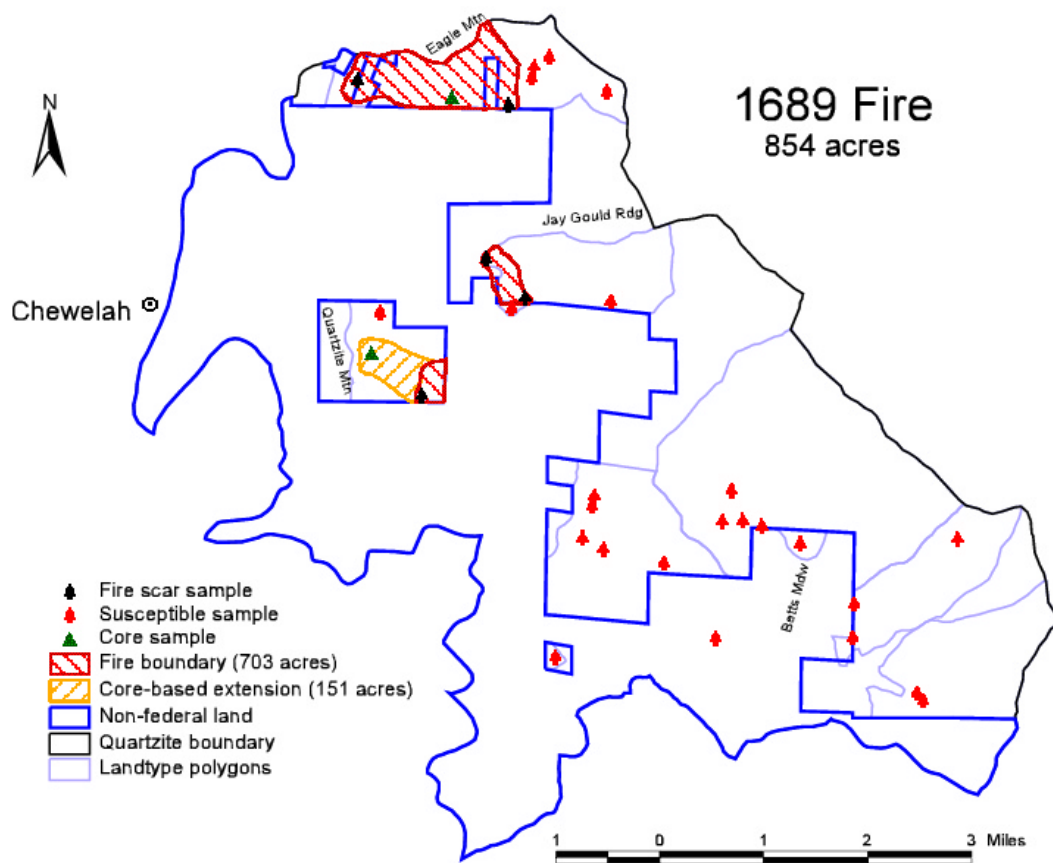 Eagle Mtn
N
1689 Fire
854 acres
Jay Gould Rdg
Chewelah
Quartzite Mtn
Betts Mdw
Fire scar sample
Susceptible sample
Core sample
Fire boundary (703 acres)
Core-based extension (151 acres)
Non-federal land
Quartzite boundary
Landtype polygons
1 0 1 2 3 Miles